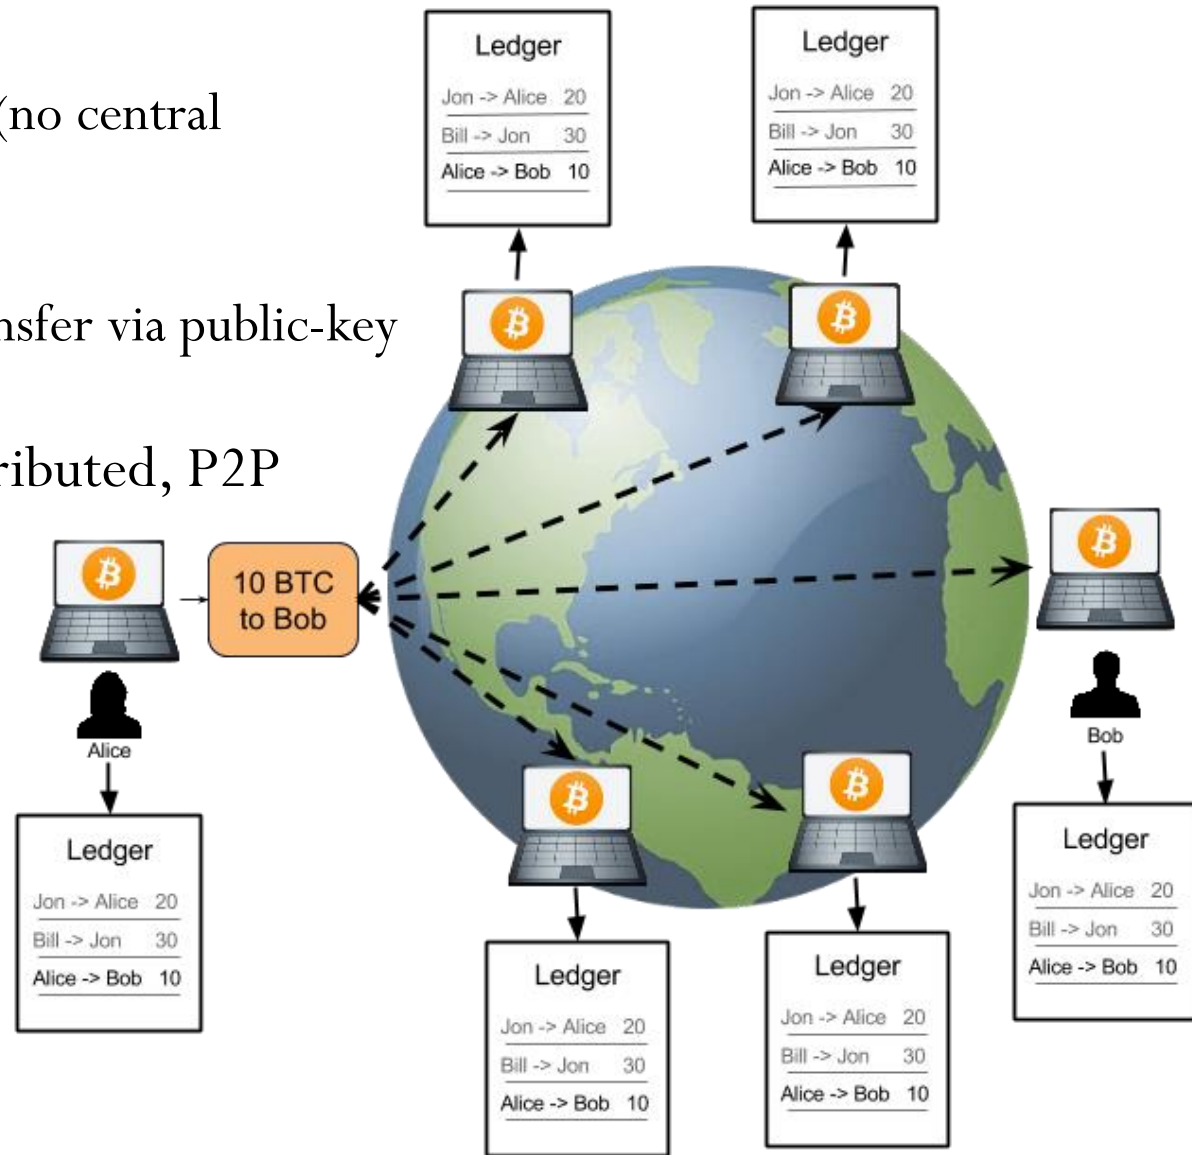 (no central
nsfer via public-key
ributed, P2P
Ledger
Jon -> Alice 20
Bill -> Jon 30
Alice -> Bob 10
Ledger
Jon -> Alice 20
Bill -> Jon 30
Alice -> Bob 10
10 BTC
to Bob
Alice
Bob
Ledger
Jon -> Alice 20
Bill -> Jon 30
Alice -> Bob 10
Ledger
Jon -> Alice 20
Bill -> Jon 30
Alice -> Bob 10
Ledger
Jon -> Alice 20
Bill -> Jon 30
Alice -> Bob 10
Ledger
Jon -> Alice 20
Bill -> Jon 30
Alice -> Bob 10